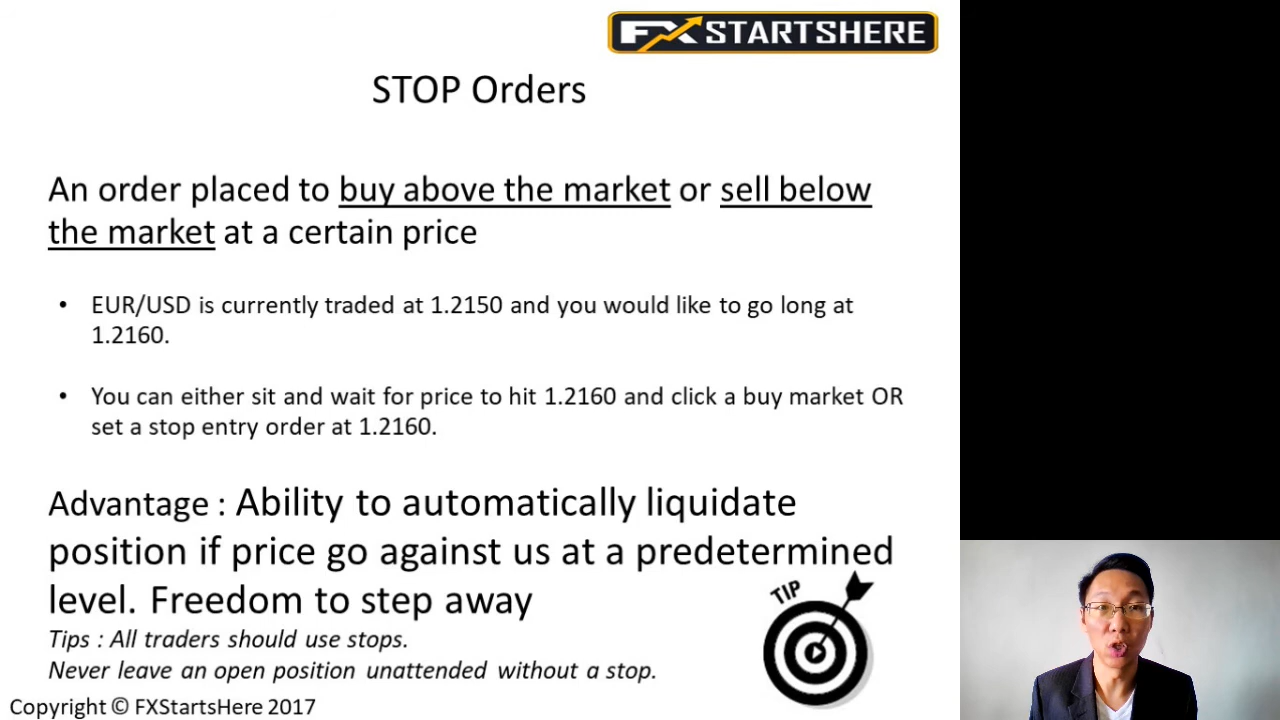 FX STARTSHERE
STOP Orders
An order placed to buy above the market or sell below
the market at a certain price
• EUR/USD is currently traded at 1.2150 and you would like to go long at
1.2160.
• You can either sit and wait for price to hit 1.2160 and click a buy market OR
set a stop entry order at 1.2160.
Advantage : Ability to automatically liquidate
position if price go against us at a predetermined
level. Freedom to step away
TIP
Tips : All traders should use stops.
Never leave an open position unattended without a stop.
Copyright © FXStartsHere 2017